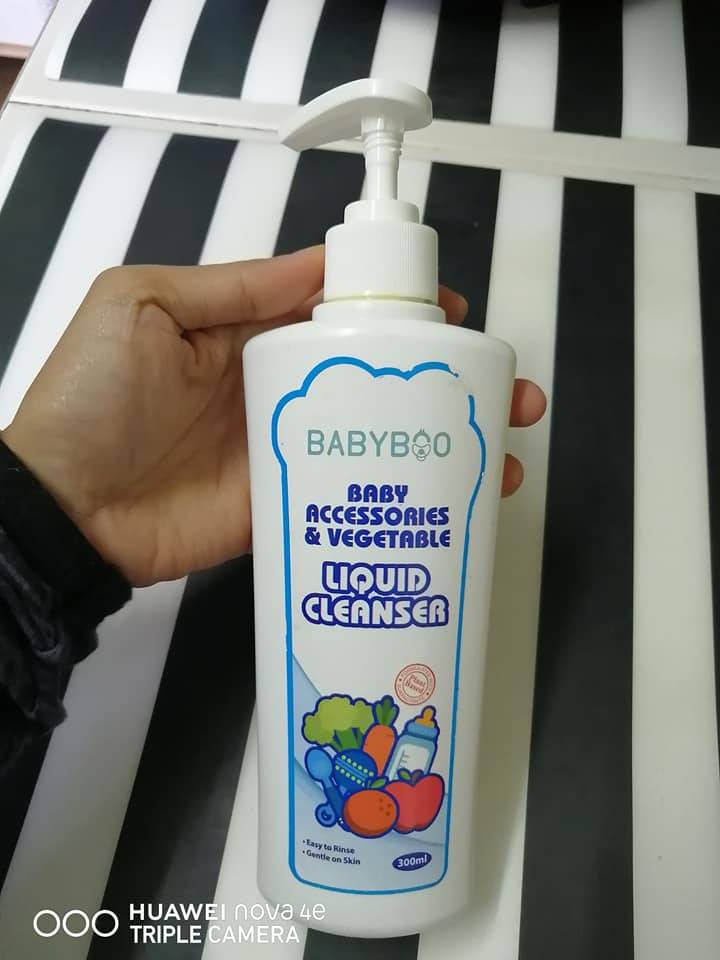 BABYBOO
BABY
ACCESSORIES
& VEGETABLE
LIQUID
CLEANSER
Plant
Based
• Easy to Rinse
• Gentle on Skin
300ml
HUAWEI nova 4e
TRIPLE CAMERA